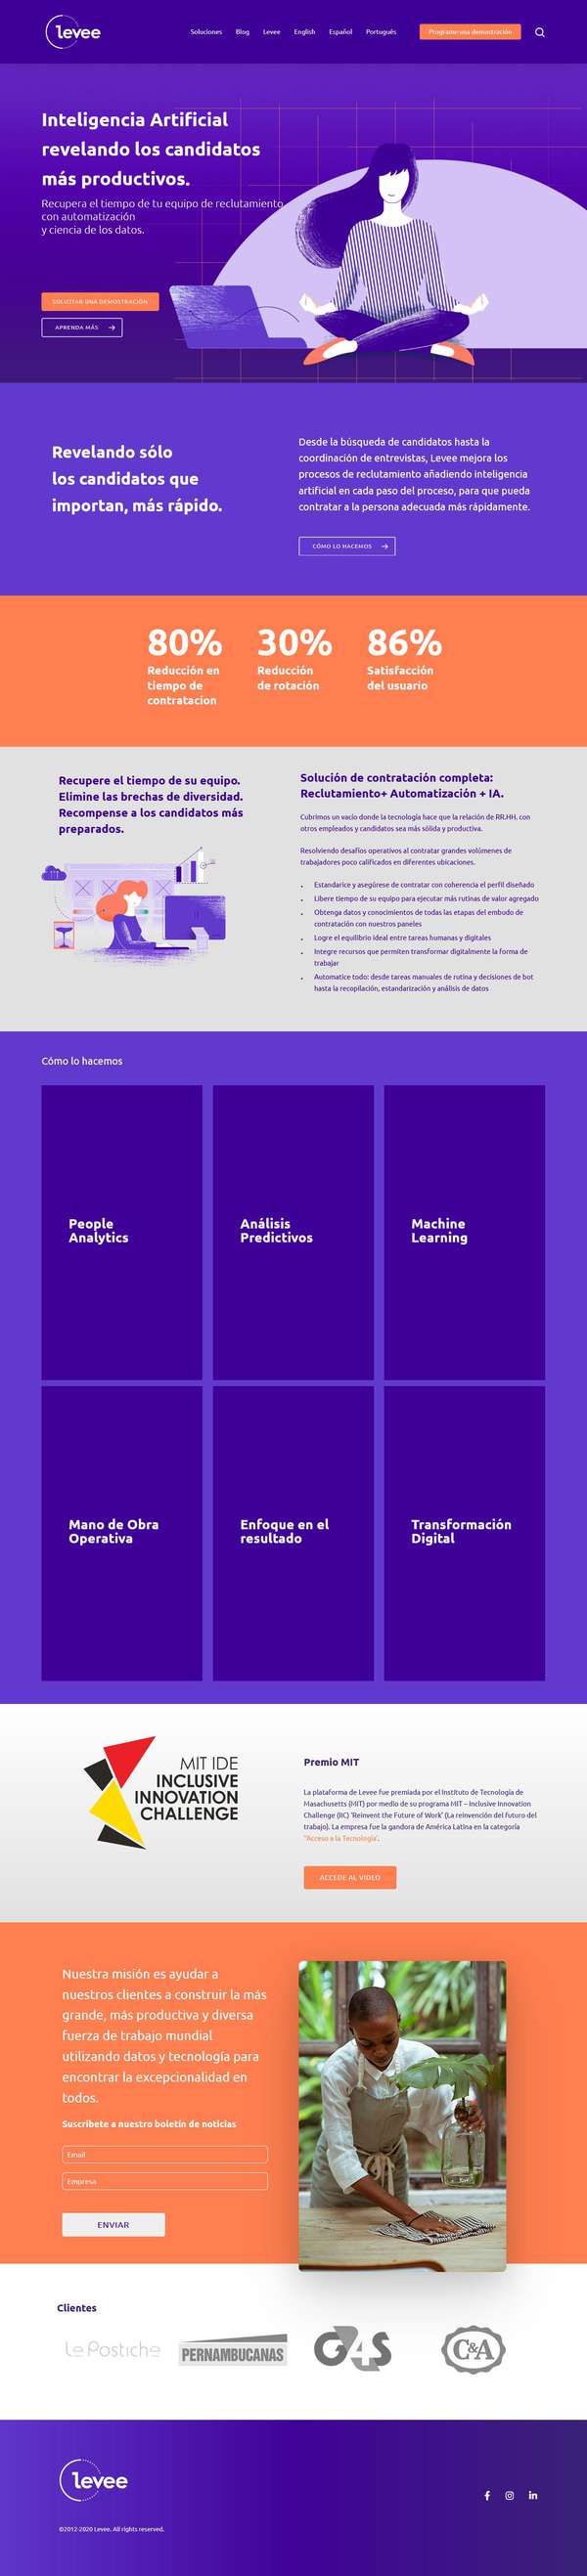 levee
Soluciones Blog Levee English Español Portugués Programe una demostración
Inteligencia Artificial
revelando los candidatos
más productivos.
Recupera el tiempo de tu equipo de reclutamiento
con automatización
y ciencia de los datos.
SOLICITAR UNA DEMOSTRACIÓN
APRENDA MÁS
Revelando sólo
los candidatos que
importan, más rápido.
Desde la búsqueda de candidatos hasta la
coordinación de entrevistas, Levee mejora los
procesos de reclutamiento añadiendo inteligencia
artificial en cada paso del proceso, para que pueda
contratar a la persona adecuada más rápidamente.
CÓMO LO HACEMOS
80%
Reducción en
tiempo de
contratacion
30%
Reducción
de rotación
86%
Satisfacción
del usuario
Recupere el tiempo de su equipo.
Elimine las brechas de diversidad.
Recompense a los candidatos más
preparados.
Solución de contratación completa:
Reclutamiento+ Automatización + IA.
Cubrimos un vacío donde la tecnología hace que la relación de RR.HH. con
otros empleados y candidatos sea más sólida y productiva.
Resolviendo desafíos operativos al contratar grandes volúmenes de
trabajadores poco calificados en diferentes ubicaciones.
Estandarice y asegúrese de contratar con coherencia el perfil diseñado
Libere tiempo de su equipo para ejecutar más rutinas de valor agregado
Obtenga datos y conocimientos de todas las etapas del embudo de
contratación con nuestros paneles
Logre el equilibrio ideal entre tareas humanas y digitales
Integre recursos que permiten transformar digitalmente la forma de
trabajar
Automatice todo: desde tareas manuales de rutina y decisiones de bot
hasta la recopilación, estandarización y análisis de datos
Cómo lo hacemos
People
Analytics
Análisis
Predictivos
Machine
Learning
Mano de Obra
Operativa
Enfoque en el
resultado
Transformación
Digital
MIT IDE
INCLUSIVE
INNOVATION
CHALLENGE
Premio MIT
La plataforma de Levee fue premiada por el Instituto de Tecnología de
Masachusetts (MIT) por medio de su programa MIT – Inclusive Innovation
Challenge (IIC) 'Reinvent the Future of Work' (La reinvención del futuro del
trabajo). La empresa fue la gandora de América Latina en la categoría
"Acceso a la Tecnología'.
ACCEDE AL VIDEO
Nuestra misión es ayudar a
nuestros clientes a construir la más
grande, más productiva y diversa
fuerza de trabajo mundial
utilizando datos y tecnología para
encontrar la excepcionalidad en
todos.
Suscríbete a nuestro boletín de noticias
Email
Empresa
ENVIAR
Clientes
Le Postiche
PERNAMBUCANAS
G4S
C&A
levee
©2012-2020 Levee. All rights reserved.